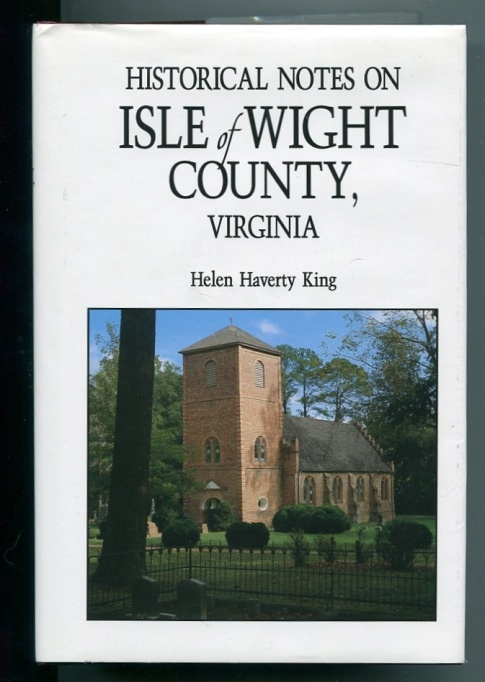 HISTORICAL NOTES ON
ISLE of WIGHT
COUNTY,
VIRGINIA
Helen Haverty King